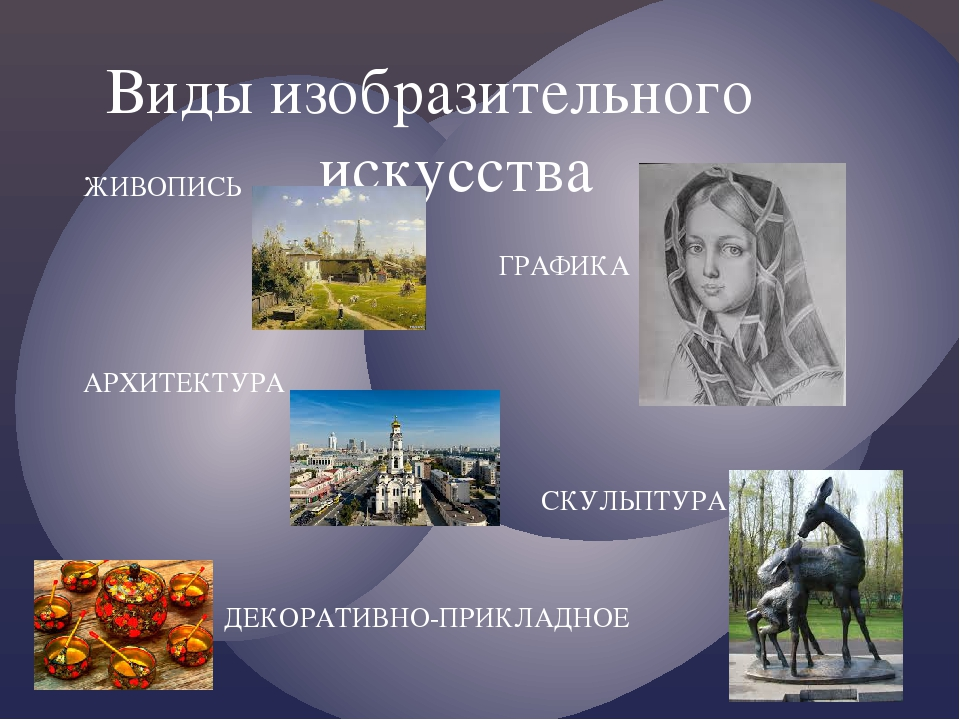 Виды изобразительного
искусства
ЖИВОПИСЬ
ГРАФИКА
АРХИТЕКТУРА
СКУЛЬПТУРА
ДЕКОРАТИВНО-ПРИКЛАДНОЕ